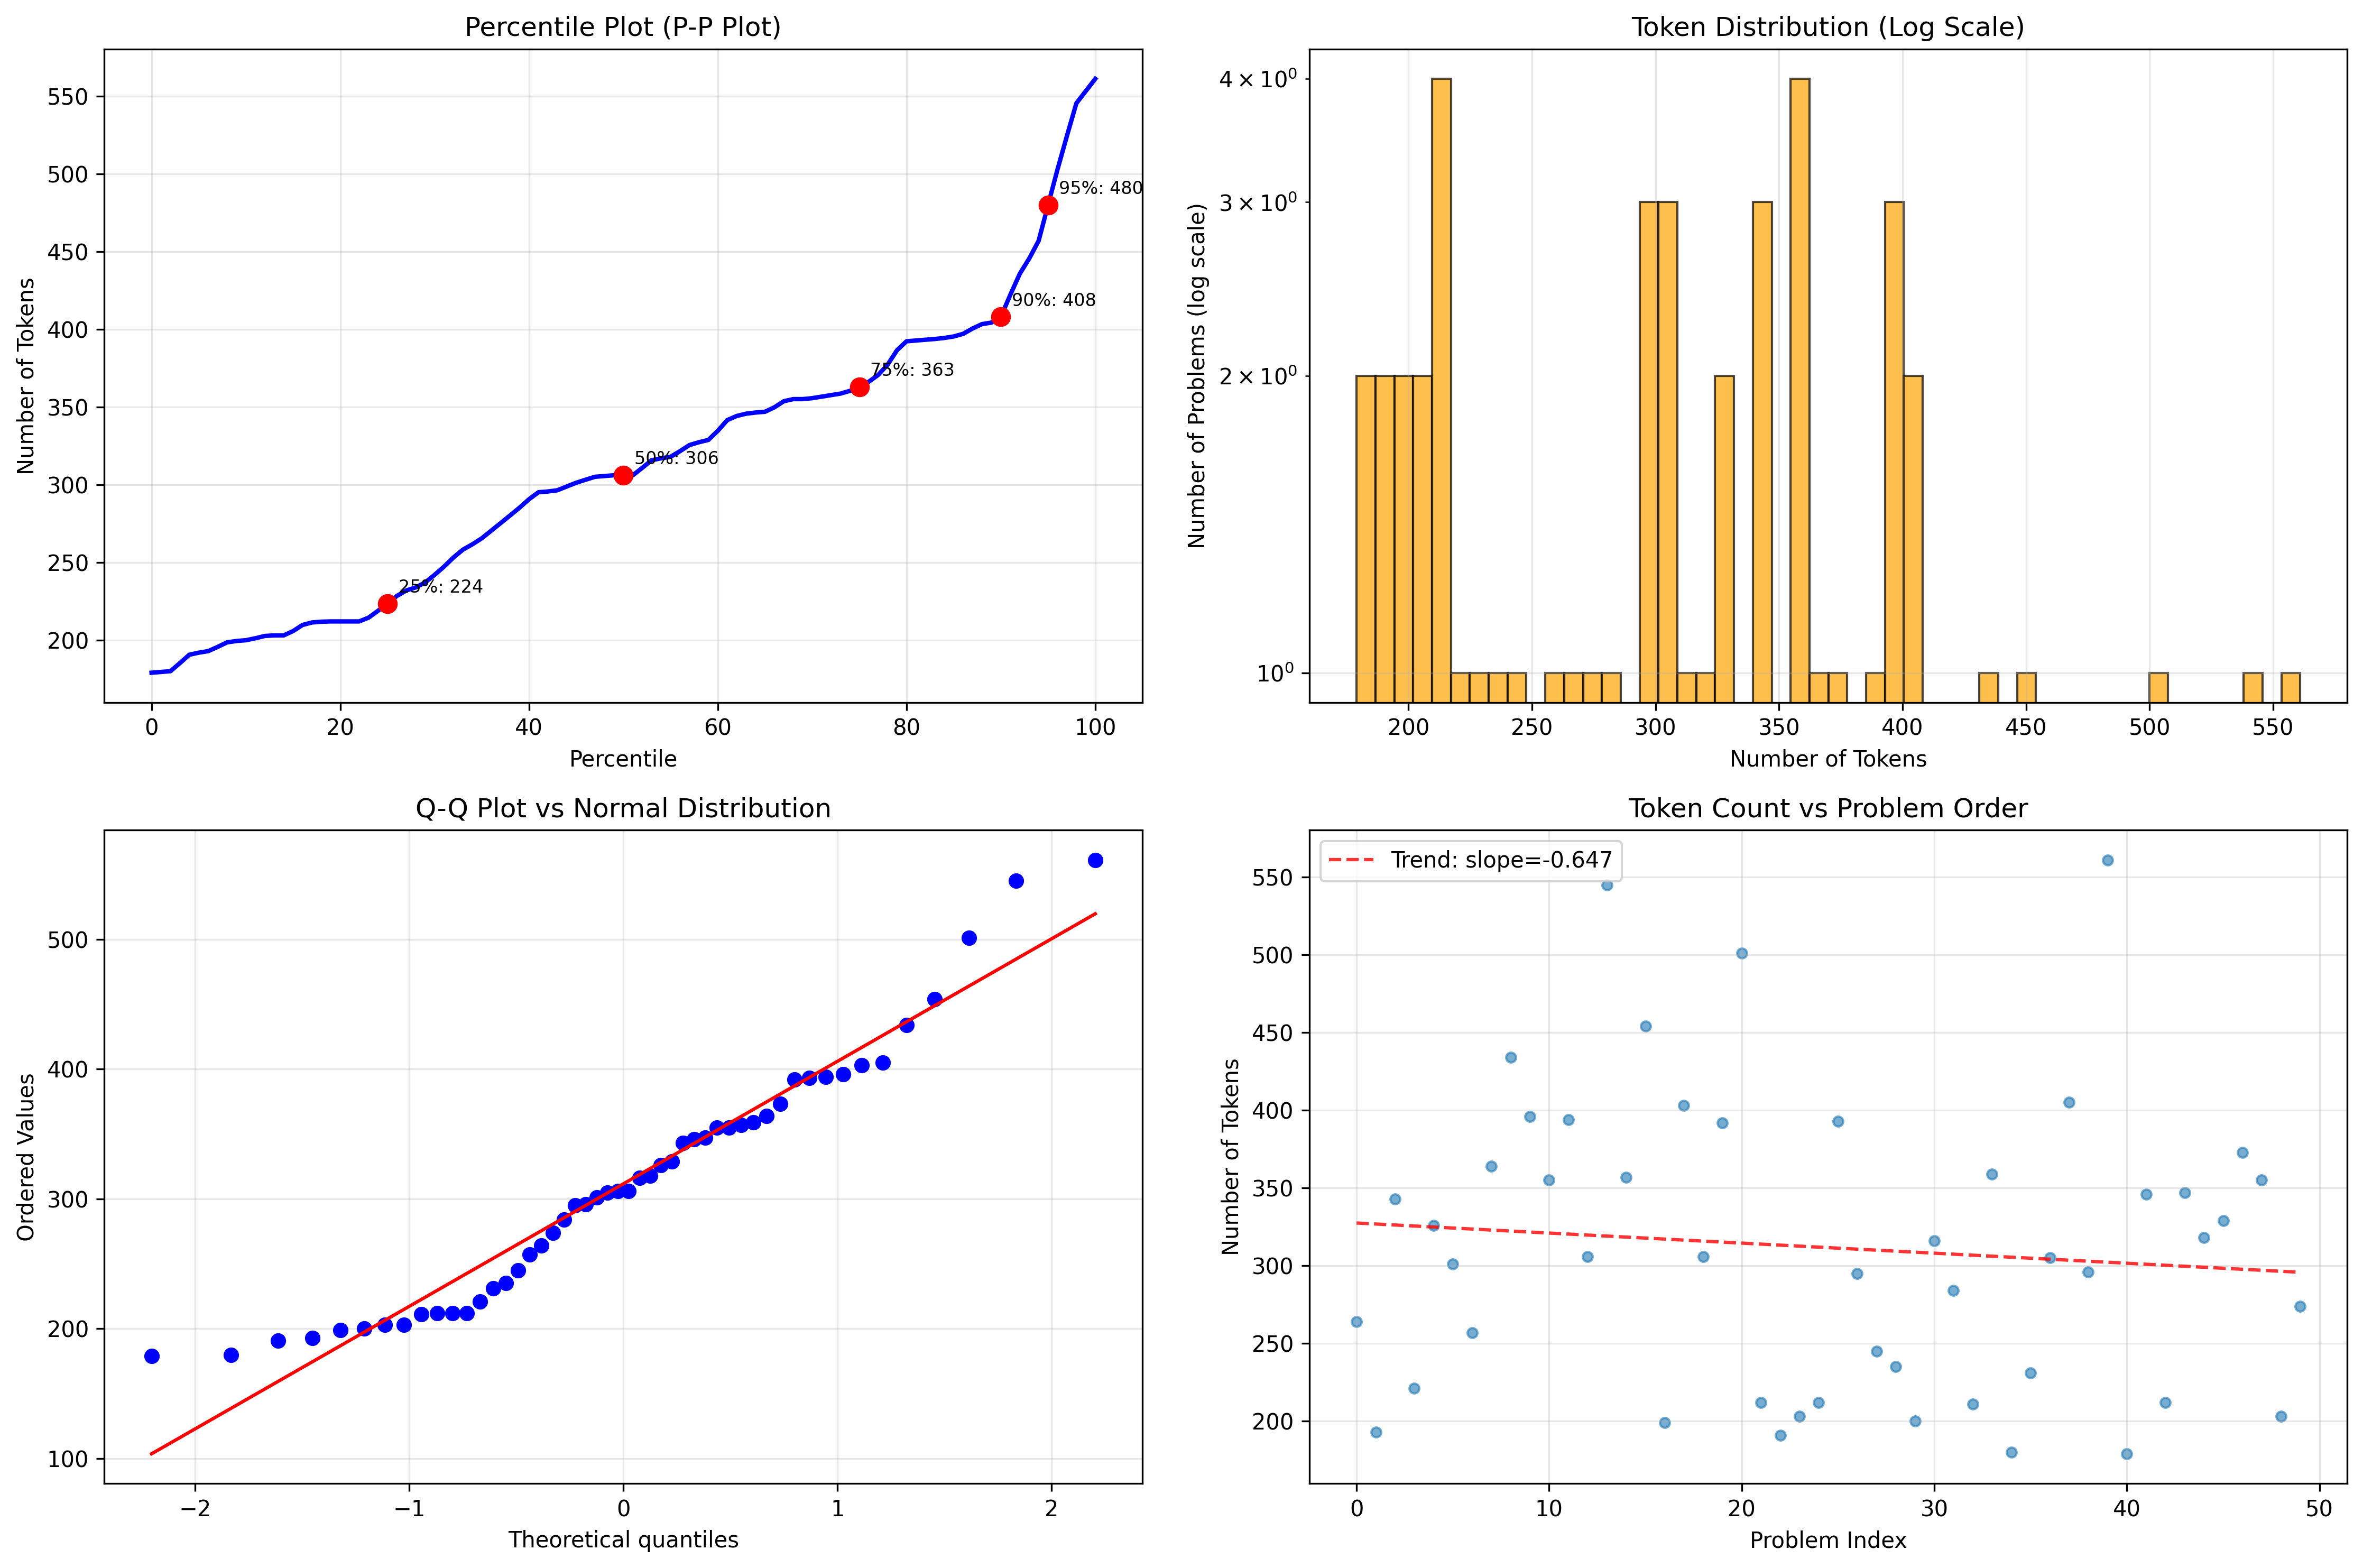 Percentile Plot (P-P Plot)
Number of Tokens
550
500
450
400
350
300
250
200
25%: 224
50%: 306
75%: 363
90%: 408
95%: 480
0 20 40 60 80 100
Percentile
Token Distribution (Log Scale)
Number of Problems (log scale)
4 × 10⁰
3 × 10⁰
2 × 10⁰
10⁰
200 250 300 350 400 450 500 550
Number of Tokens
Q-Q Plot vs Normal Distribution
Ordered Values
500
400
300
200
100
−2 −1 0 1 2
Theoretical quantiles
Token Count vs Problem Order
Trend: slope=-0.647
Number of Tokens
550
500
450
400
350
300
250
200
0 10 20 30 40 50
Problem Index